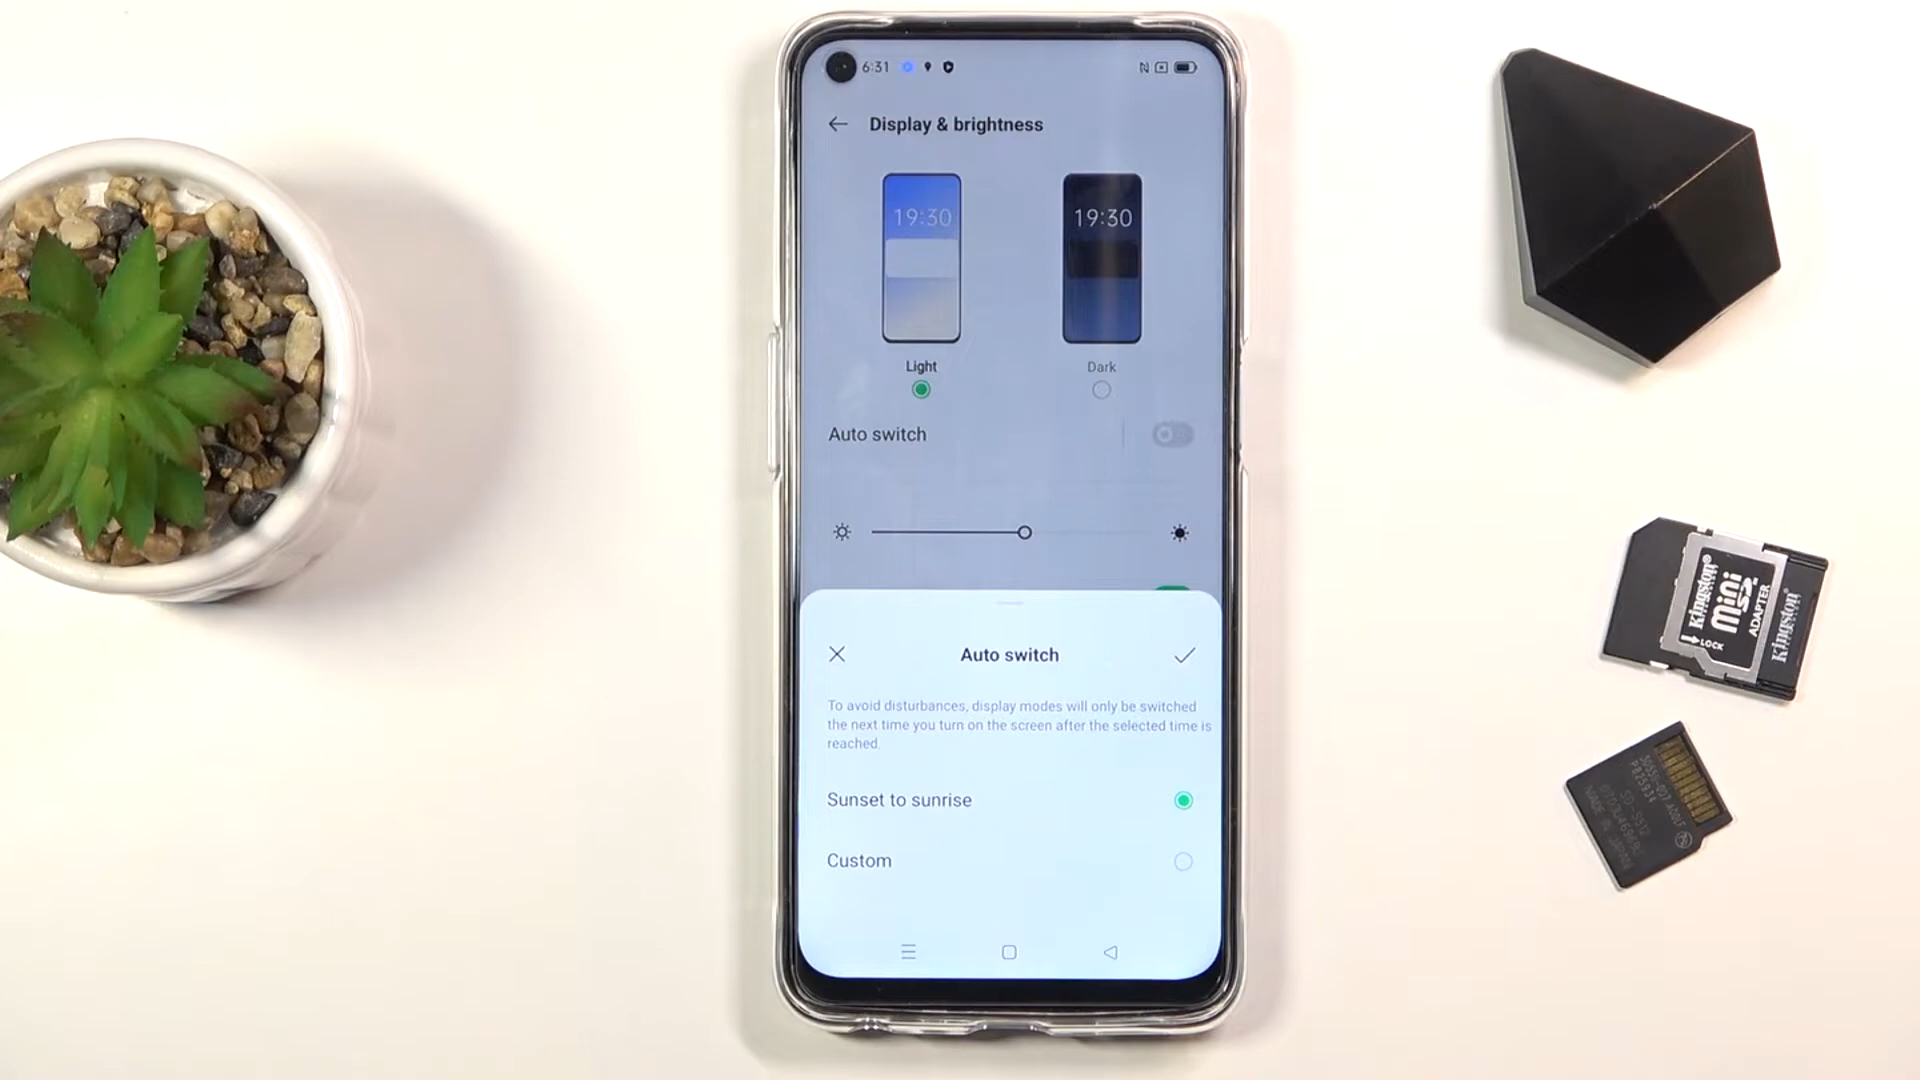 6:31
Display & brightness
19:30
19:30
Light
Dark
Auto switch
Auto switch
To avoid disturbances, display modes will only be switched
the next time you turn on the screen after the selected time is
reached.
Sunset to sunrise
Custom
Kingston
mini
SD
ADAPTER
LOCK
Kingston
SD-C512